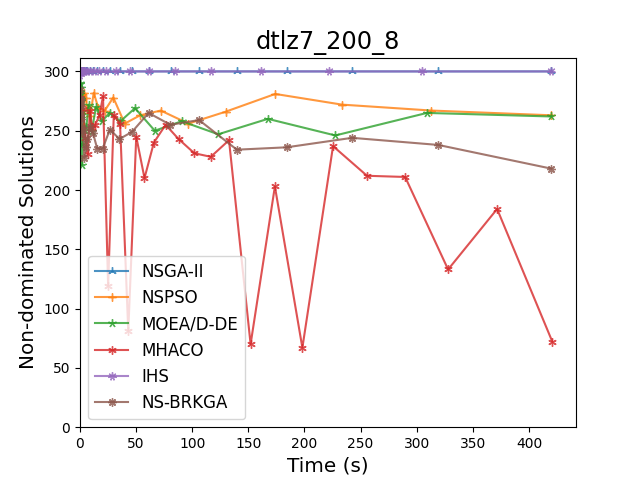 dtlz7_200_8
Non-dominated Solutions
300
250
200
150
100
50
0
NSGA-II
NSPSO
MOEA/D-DE
MHACO
IHS
NS-BRKGA
0 50 100 150 200 250 300 350 400
Time (s)